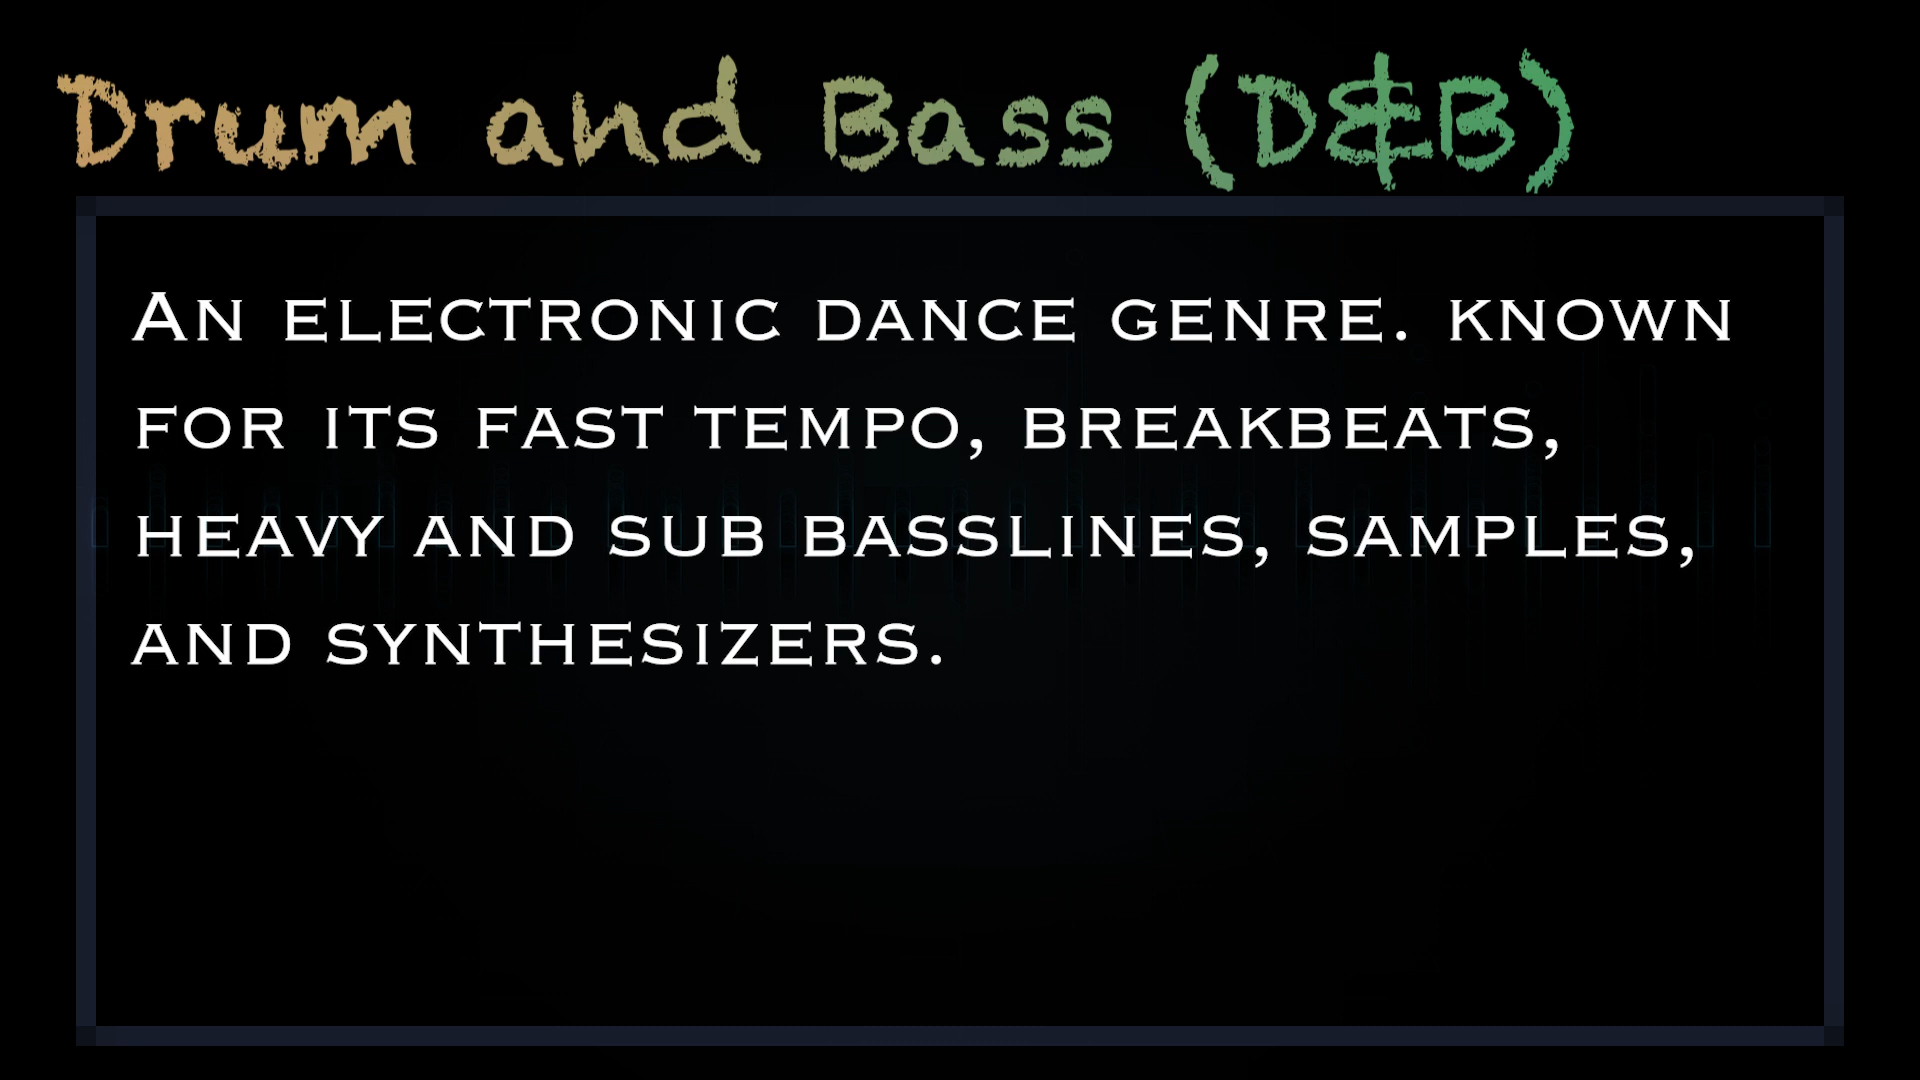 Drum and Bass (D&B)
An electronic dance genre. known
for its fast tempo, breakbeats,
heavy and sub basslines, samples,
and synthesizers.